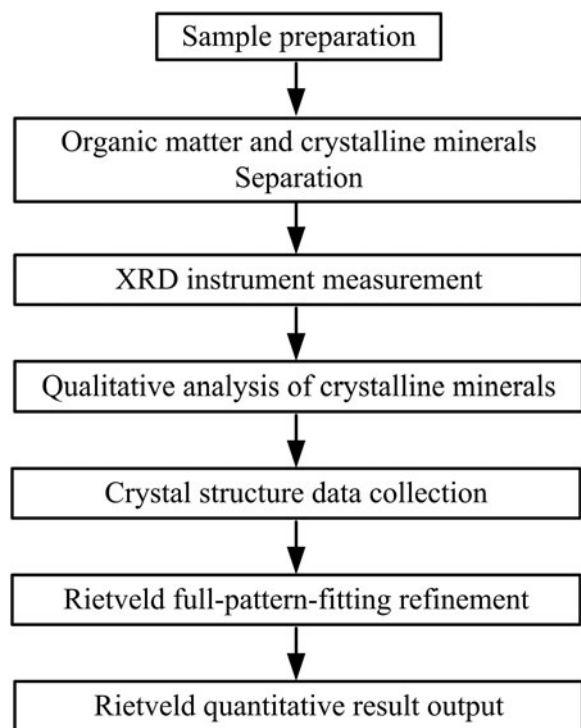 Sample preparation
Organic matter and crystalline minerals
Separation
XRD instrument measurement
Qualitative analysis of crystalline minerals
Crystal structure data collection
Rietveld full-pattern-fitting refinement
Rietveld quantitative result output